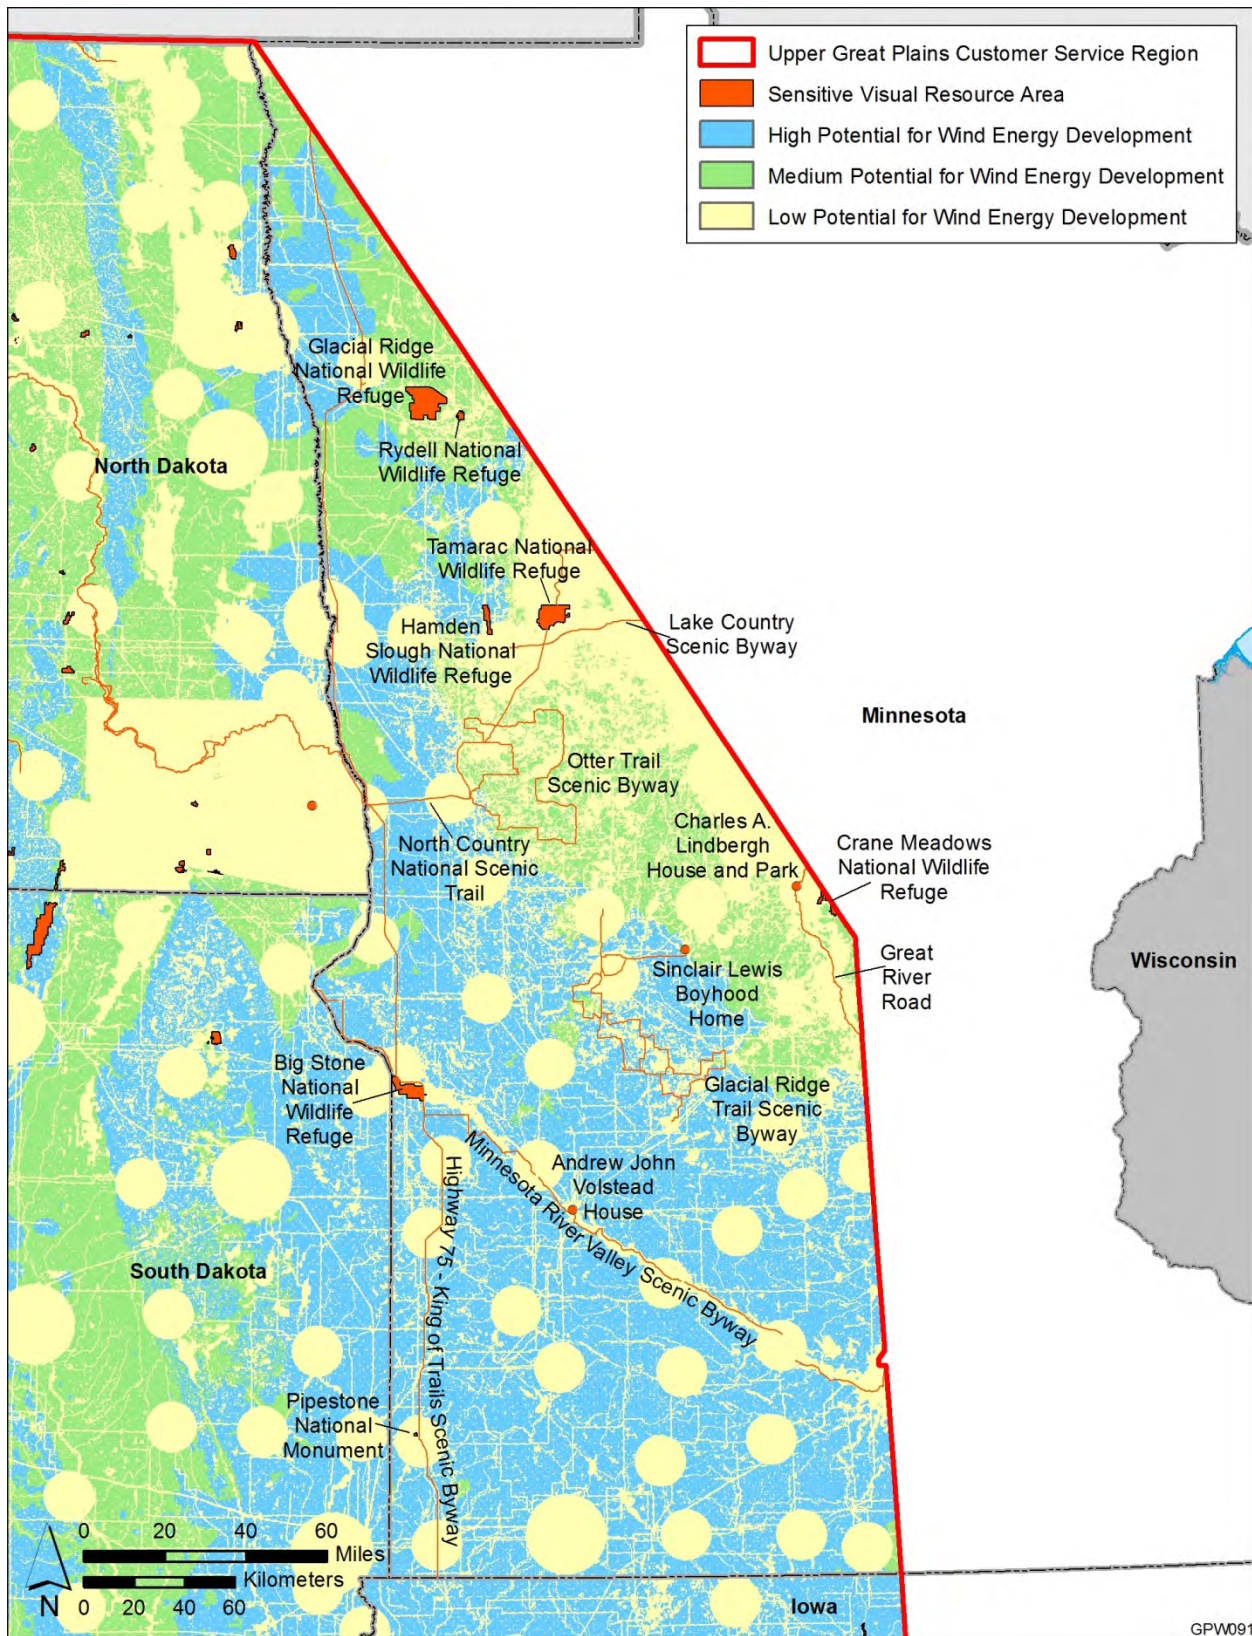 Upper Great Plains Customer Service Region
Sensitive Visual Resource Area
High Potential for Wind Energy Development
Medium Potential for Wind Energy Development
Low Potential for Wind Energy Development
Glacial Ridge
National Wildlife
Refuge
Rydell National
Wildlife Refuge
North Dakota
Tamarac National
Wildlife Refuge
Hamden
Slough National
Wildlife Refuge
Lake Country
Scenic Byway
Minnesota
Otter Trail
Scenic Byway
North Country
National Scenic
Trail
Charles A.
Lindbergh
House and Park
Crane Meadows
National Wildlife
Refuge
Great
River
Road
Wisconsin
Sinclair Lewis
Boyhood
Home
Big Stone
National
Wildlife
Refuge
Glacial Ridge
Trail Scenic
Byway
Minnesota River Valley Scenic Byway
Andrew John
Volstead
House
Highway 75 - King of Trails Scenic Byway
South Dakota
Pipestone
National
Monument
0 20 40 60
Miles
Kilometers
0 20 40 60
N
Iowa
GPW091